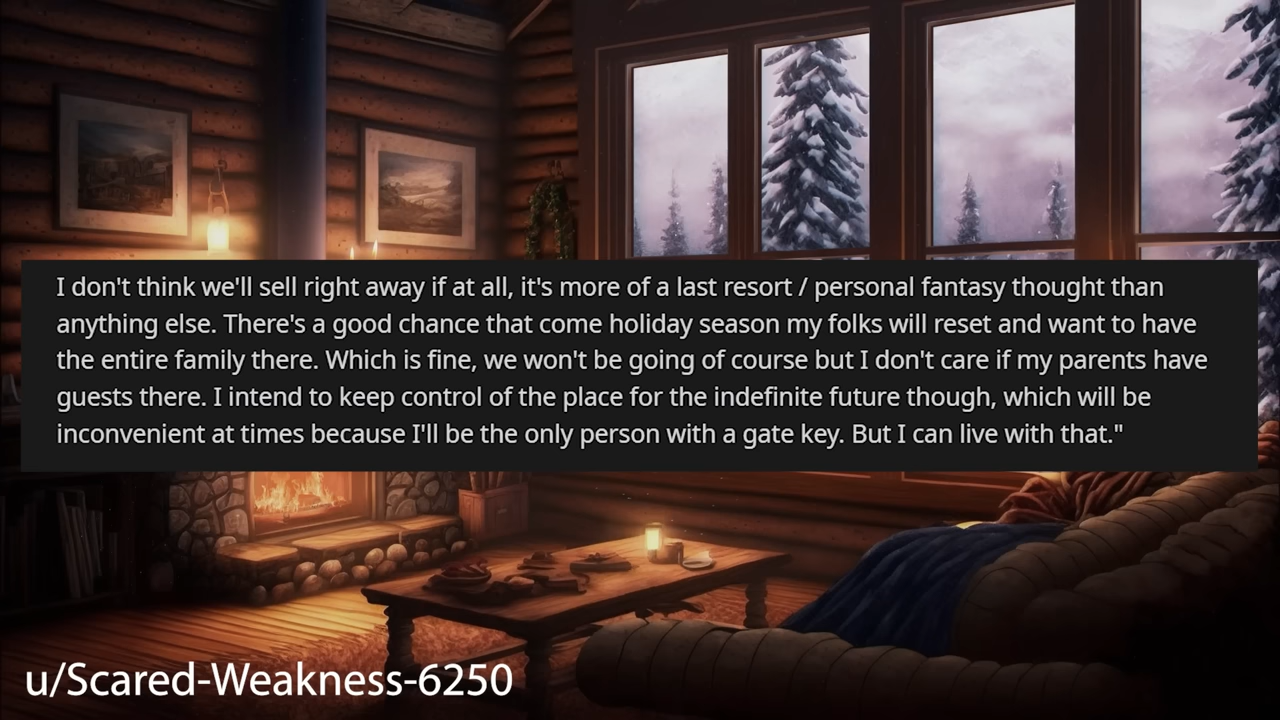 I don't think we'll sell right away if at all, it's more of a last resort / personal fantasy thought than
anything else. There's a good chance that come holiday season my folks will reset and want to have
the entire family there. Which is fine, we won't be going of course but I don't care if my parents have
guests there. I intend to keep control of the place for the indefinite future though, which will be
inconvenient at times because I'll be the only person with a gate key. But I can live with that."
u/Scared-Weakness-6250